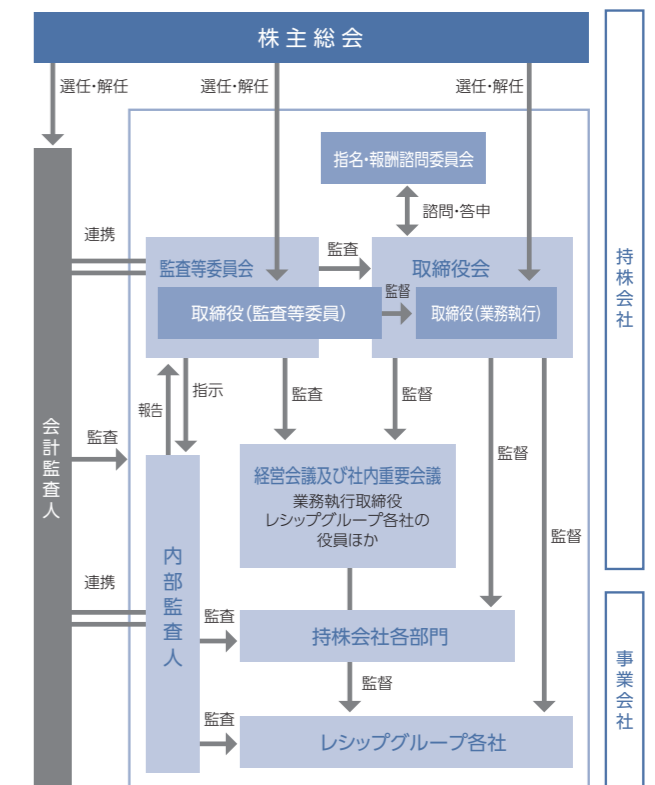 株主総会
選任・解任
選任・解任
選任・解任
指名・報酬諮問委員会
諮問・答申
連携
監査等委員会
監査
取締役会
取締役（監査等委員）
監督
取締役（業務執行）
報告
指示
監査
監督
監督
監督
会計監査人
監査
経営会議及び社内重要会議
業務執行取締役
レシップグループ各社の
役員ほか
内部監査人
連携
監査
持株会社各部門
監督
監査
レシップグループ各社
持株会社
事業会社